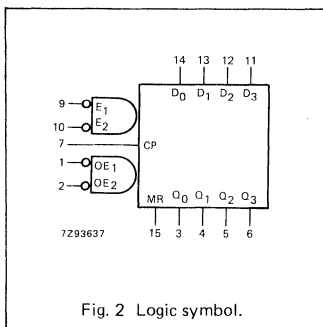 14 13 12 11
D0 D1 D2 D3
9 E1
10 E2
7 CP
1 OE1
2 OE2
MR Q0 Q1 Q2 Q3
7Z93637
15 3 4 5 6
Fig. 2 Logic symbol.